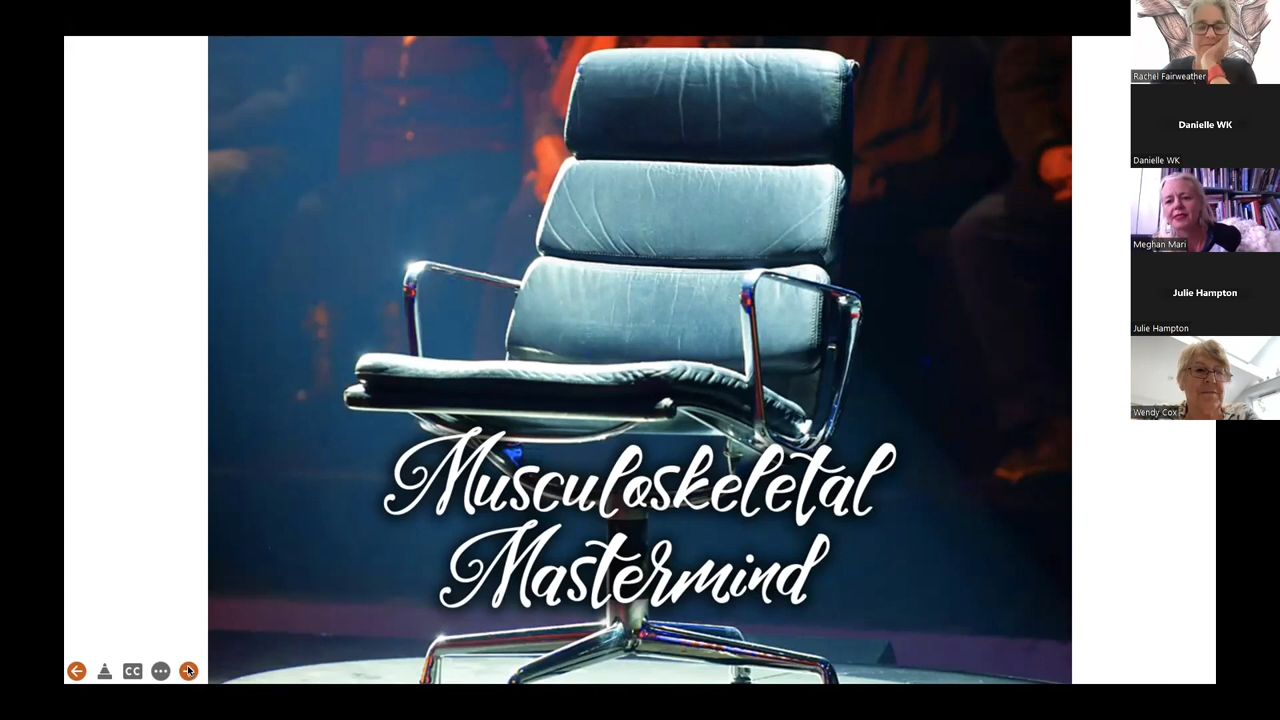 Musculoskeletal
Mastermind
Rachel Fairweather
Danielle WK
Danielle WK
Meghan Mari
Julie Hampton
Julie Hampton
Wendy Cox
CC